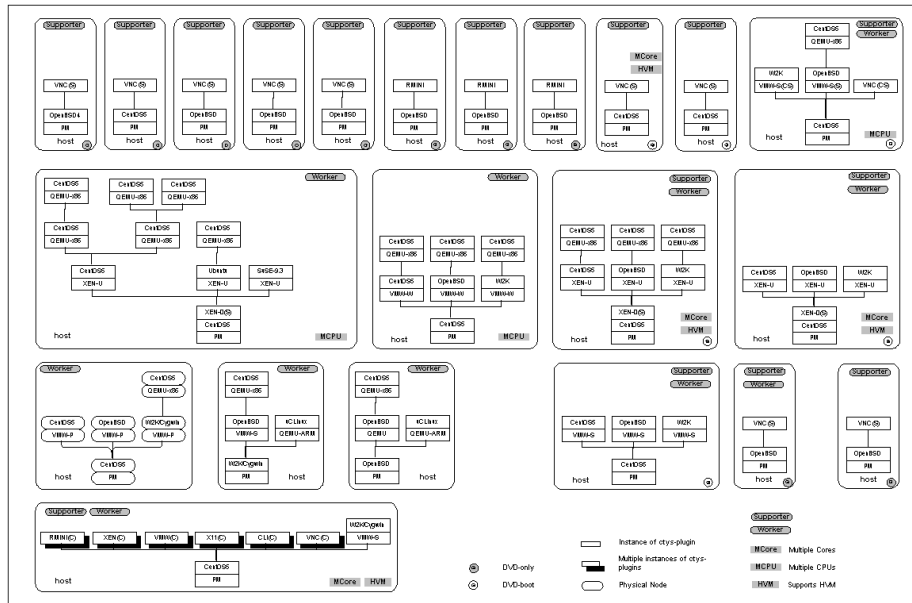 Supporter
VNC(S)
OpenBSD4
PM
host
Supporter
VNC(S)
CentOS5
PM
host
Supporter
VNC(S)
OpenBSD
PM
host
Supporter
VNC(S)
OpenBSD
PM
host
Supporter
VNC(S)
OpenBSD
PM
host
Supporter
RMINI
OpenBSD
PM
host
Supporter
RMINI
OpenBSD
PM
host
Supporter
RMINI
OpenBSD
PM
host
Supporter
MCore
HVM
VNC(S)
CentOS5
PM
host
Supporter
VNC(S)
CentOS5
PM
host
Supporter
Worker
CentOS5
QEMU-x86
W2K
VMW-S(CS)
OpenBSD
VMW-S(S)
VNC(CS)
CentOS5
PM
host
MCPU
Worker
CentOS5
QEMU-x86
CentOS5
QEMU-x86
CentOS5
QEMU-x86
CentOS5
QEMU-x86
CentOS5
QEMU-x86
CentOS5
QEMU-x86
CentOS5
XEN-U
Ubuntu
XEN-U
SuSE-9.3
XEN-U
XEN-0(S)
CentOS5
PM
host
MCPU
Worker
CentOS5
QEMU-x86
CentOS5
QEMU-x86
CentOS5
QEMU-x86
CentOS5
VMW-W
OpenBSD
VMW-W
W2K
VMW-W
CentOS5
PM
host
MCPU
Supporter
Worker
CentOS5
QEMU-x86
CentOS5
QEMU-x86
CentOS5
QEMU-x86
CentOS5
XEN-U
OpenBSD
XEN-U
W2K
XEN-U
XEN-0(S)
CentOS5
PM
host
MCore
HVM
Supporter
Worker
CentOS5
XEN-U
OpenBSD
XEN-U
W2K
XEN-U
XEN-0(S)
CentOS5
PM
host
MCore
HVM
Worker
CentOS5
QEMU-x86
CentOS5
VMW-P
OpenBSD
VMW-P
W2K/Cygwin
VMW-P
CentOS5
PM
host
Worker
CentOS5
QEMU-x86
OpenBSD
VMW-S
uCLinux
QEMU-ARM
W2K/Cygwin
PM
host
Worker
CentOS5
QEMU-x86
OpenBSD
QEMU
uCLinux
QEMU-ARM
OpenBSD
PM
host
Supporter
Worker
CentOS5
VMW-S
OpenBSD
VMW-S
W2K
VMW-S
CentOS5
PM
host
Supporter
Worker
VNC(S)
OpenBSD
PM
host
Supporter
VNC(S)
OpenBSD
PM
host
Supporter
Worker
RMINI(C)
XEN(C)
VMW(C)
X11(C)
CLI(C)
VNC(C)
W2K/Cygwin
VMW-S
CentOS5
PM
host
MCore
HVM
DVD-only
DVD-boot
Instance of ctys-plugin
Multiple instances of ctys-
plugins
Physical Node
Supporter
Worker
MCore Multiple Cores
MCPU Multiple CPUs
HVM Supports HVM